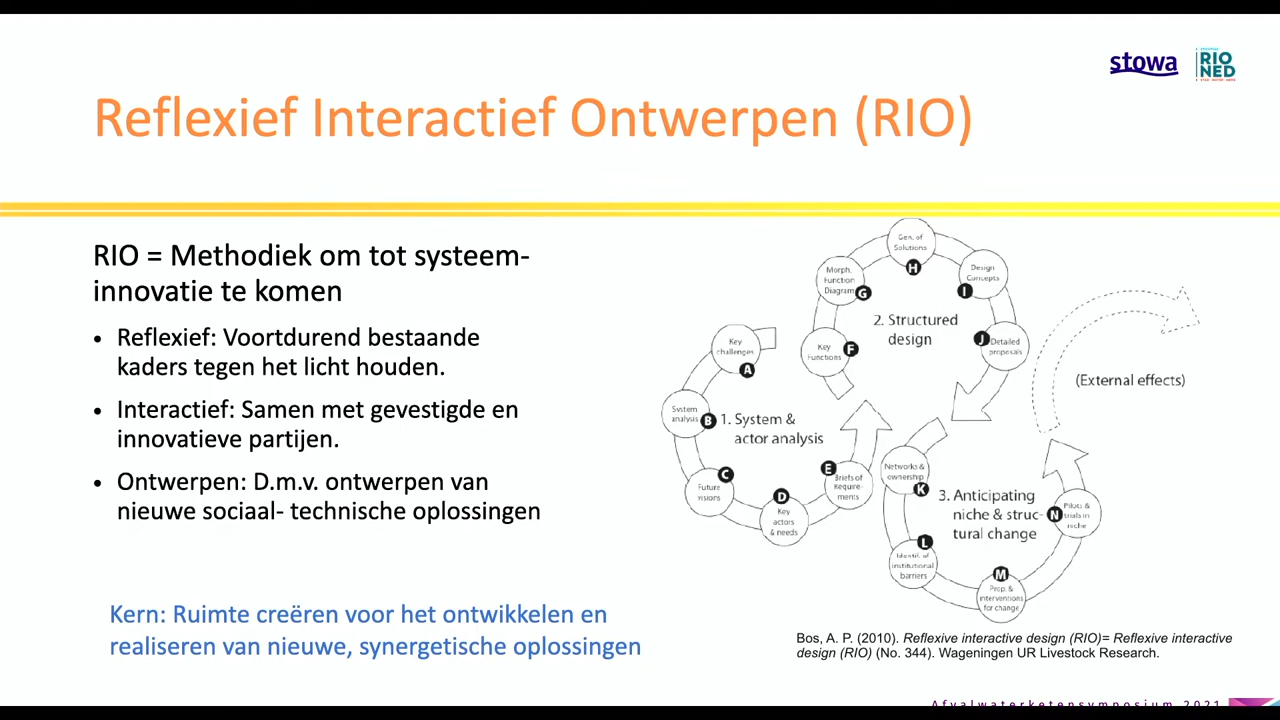 stowa
RIO
NED
Reflexief Interactief Ontwerpen (RIO)
RIO = Methodiek om tot systeem-
innovatie te komen
• Reflexief: Voortdurend bestaande
kaders tegen het licht houden.
• Interactief: Samen met gevestigde en
innovatieve partijen.
• Ontwerpen: D.m.v. ontwerpen van
nieuwe sociaal- technische oplossingen
Kern: Ruimte creëren voor het ontwikkelen en
realiseren van nieuwe, synergetische oplossingen
1. System &
actor analysis
Key
challenges
A
System
analysis
B
Future
visions
C
D
Key
actors
& needs
E
Briefs of
Require-
ments
2. Structured
design
Key
Functions
F
Morph.
Function
Diagram
G
Gen. of
Solutions
H
Design
Concepts
I
J
Detailed
proposals
3. Anticipating
niche & struc-
tural change
Networks &
ownership
K
L
Identif. of
institutional
barriers
M
Prop. &
interventions
for change
N
Pilots &
trials in
niche
(External effects)
Bos, A. P. (2010). Reflexive interactive design (RIO)= Reflexive interactive
design (RIO) (No. 344). Wageningen UR Livestock Research.
Afvalwaterketensymposium 2021